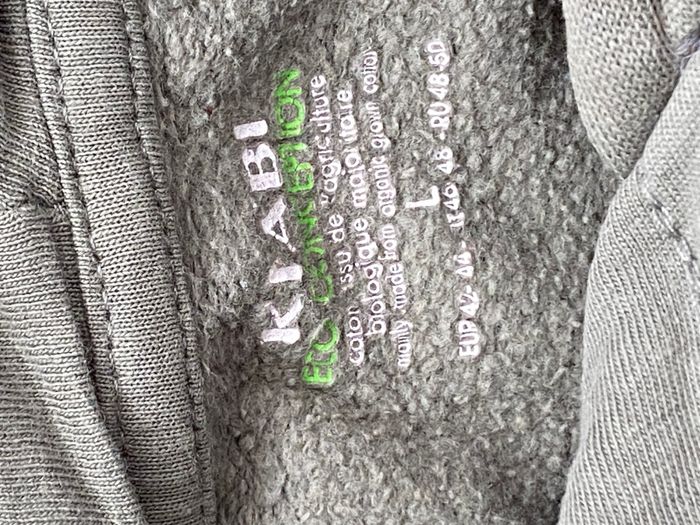 KIABI
ECO CONCEPTION
coton issu de l'agriculture
biologique majoritaire
mainly made from organic grown cotton
L
EUR 42-44 - IT 46-48 - RU 48-50